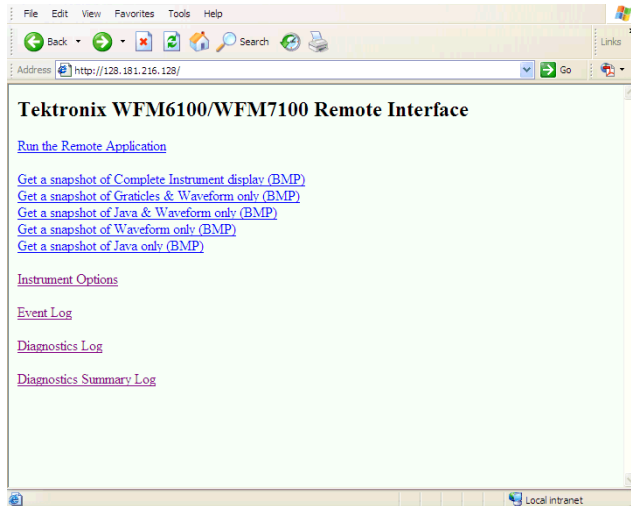 File Edit View Favorites Tools Help
Back Search Links
Address http://128.181.216.128/ Go
Tektronix WFM6100/WFM7100 Remote Interface
Run the Remote Application
Get a snapshot of Complete Instrument display (BMP)
Get a snapshot of Graticles & Waveform only (BMP)
Get a snapshot of Java & Waveform only (BMP)
Get a snapshot of Waveform only (BMP)
Get a snapshot of Java only (BMP)
Instrument Options
Event Log
Diagnostics Log
Diagnostics Summary Log
Local intranet